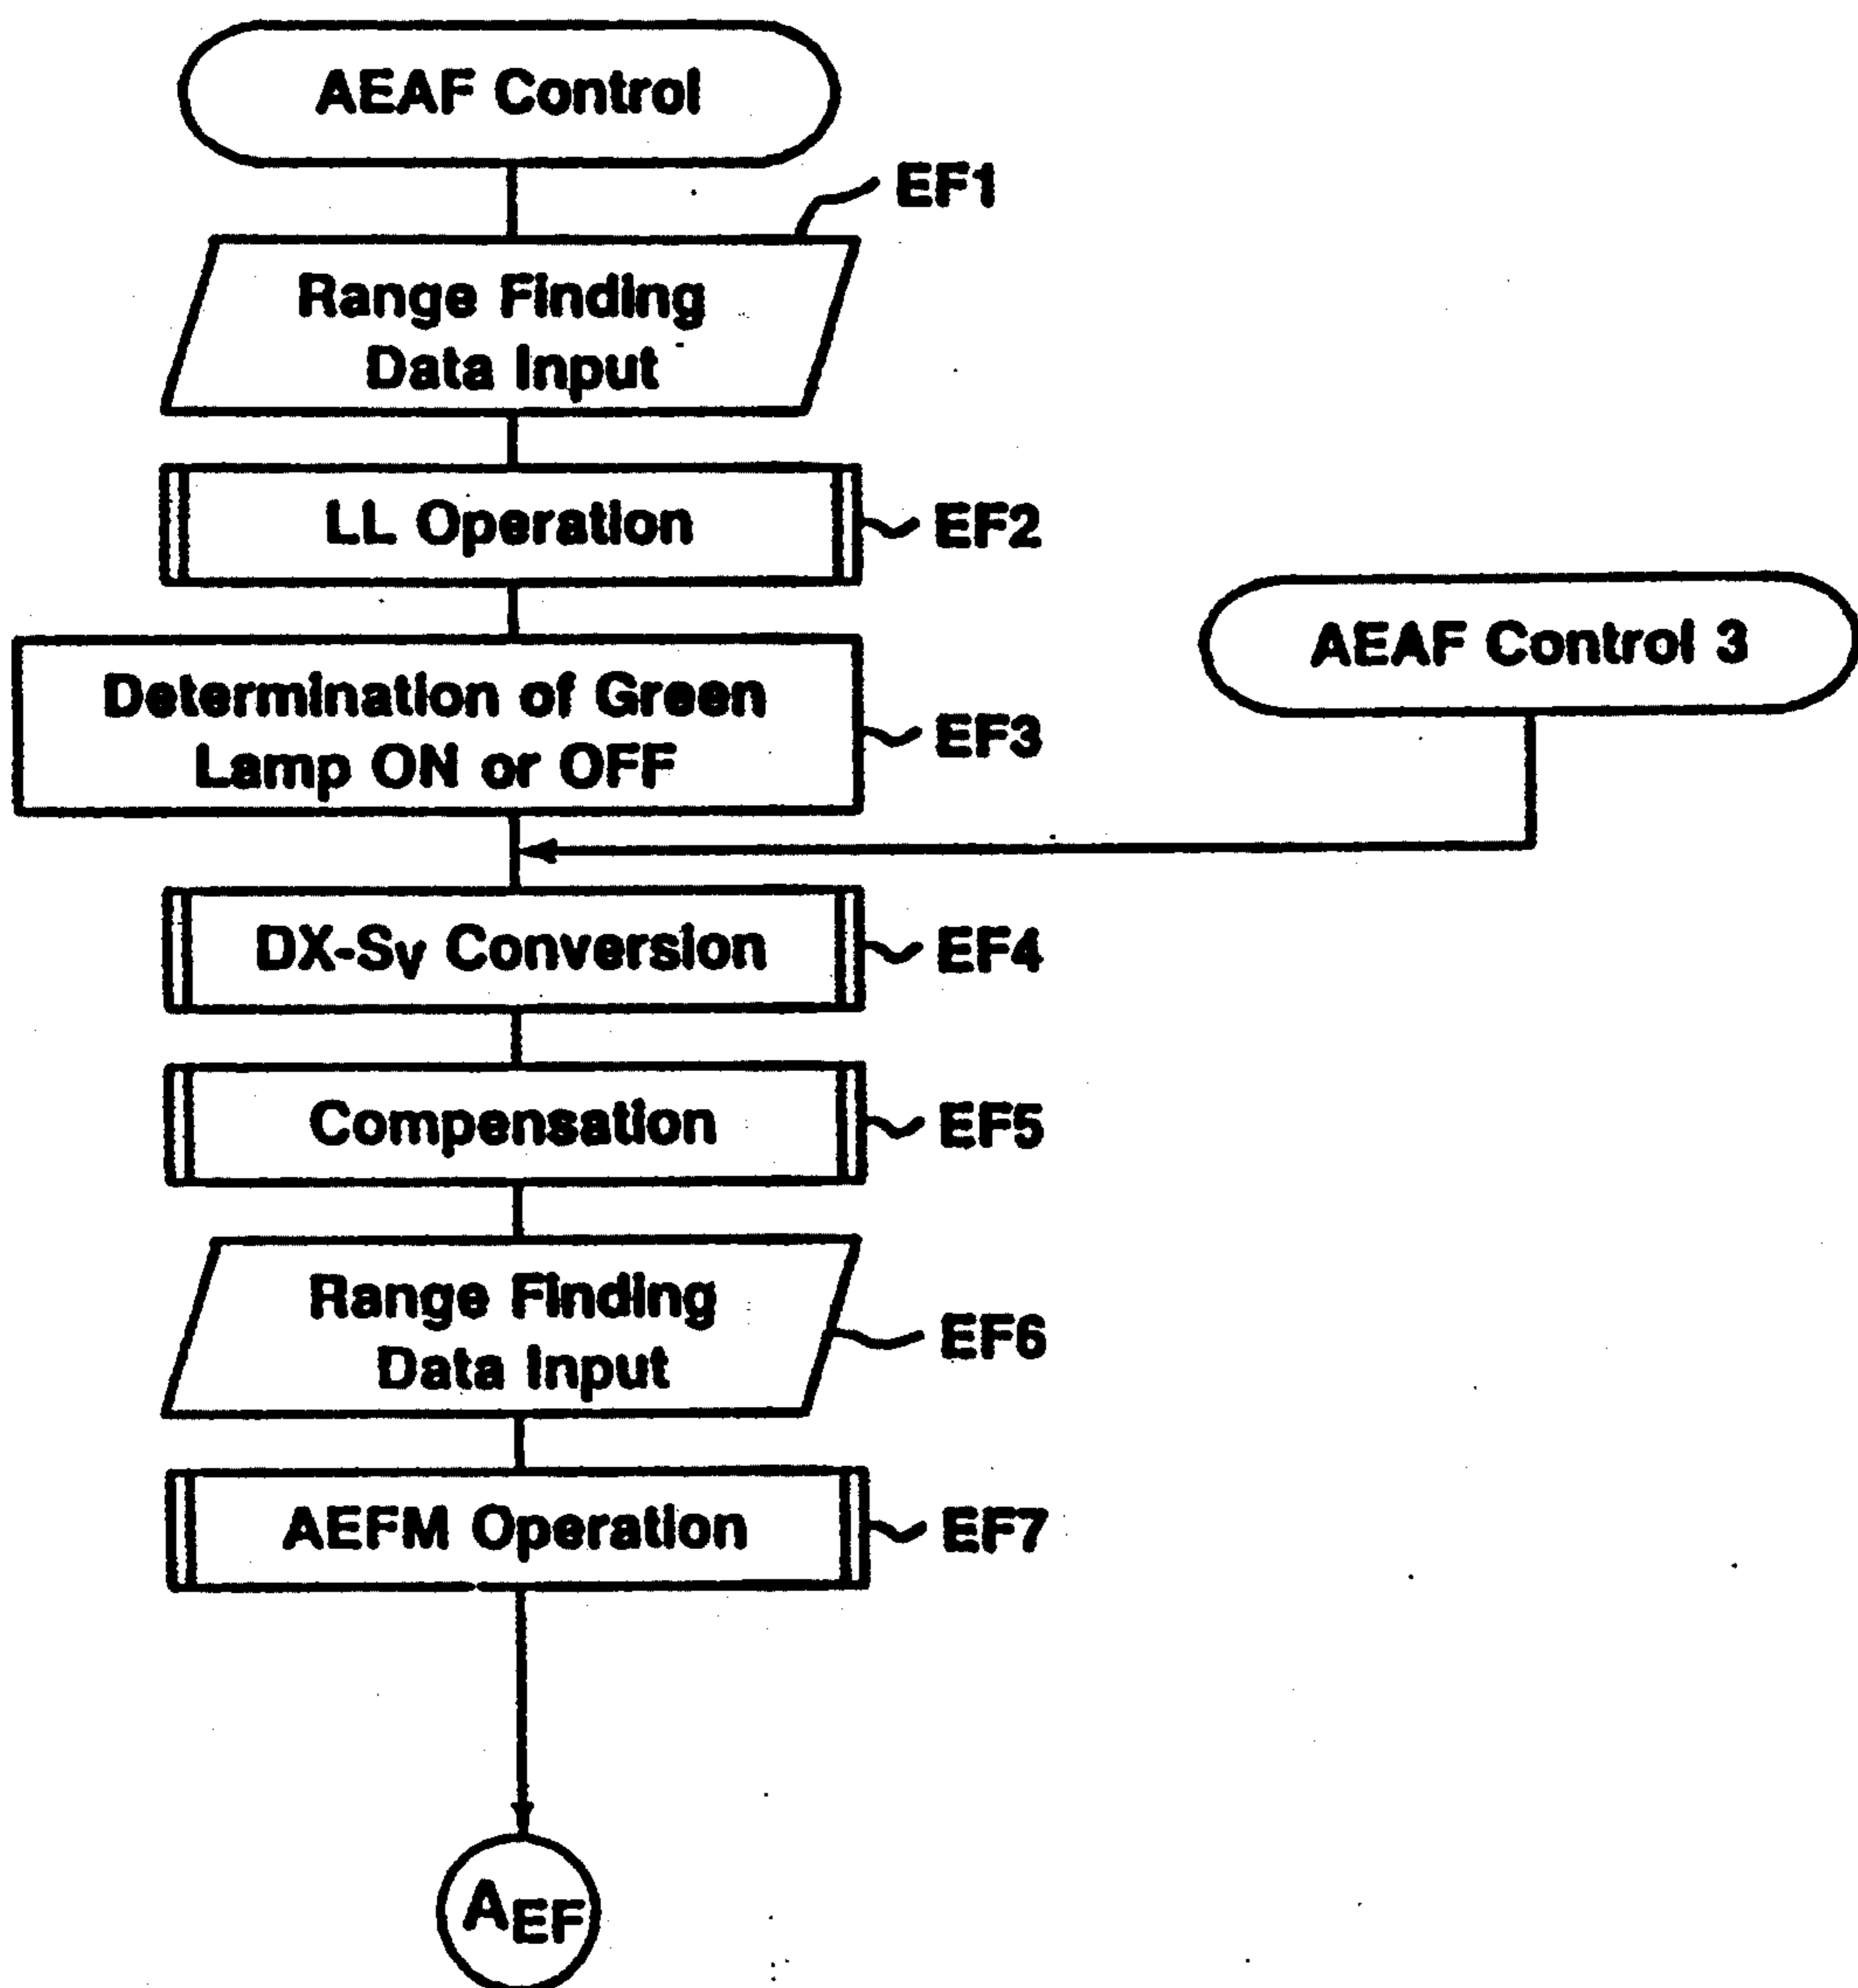 AEAF Control
EF1
Range Finding
Data Input
LL Operation
EF2
AEAF Control 3
Determination of Green
Lamp ON or OFF
EF3
DX-Sv Conversion
EF4
Compensation
EF5
Range Finding
Data Input
EF6
AEFM Operation
EF7
AEF